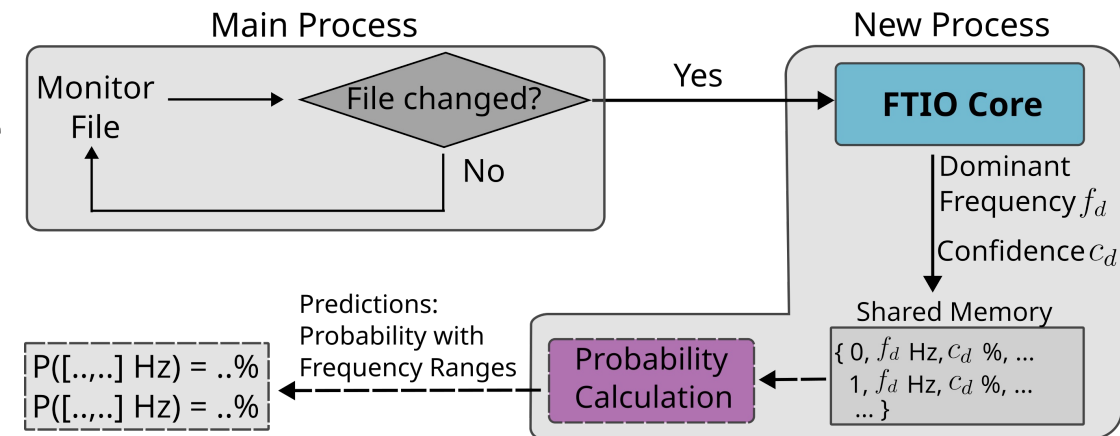 Main Process
New Process
Monitor
File
File changed?
Yes
No
FTIO Core
Dominant
Frequency f_d
Confidence c_d
Shared Memory
{ 0, f_d Hz, c_d %, ...
1, f_d Hz, c_d %, ...
... }
Probability
Calculation
Predictions:
Probability with
Frequency Ranges
P([..,..] Hz) = ..%
P([..,..] Hz) = ..%